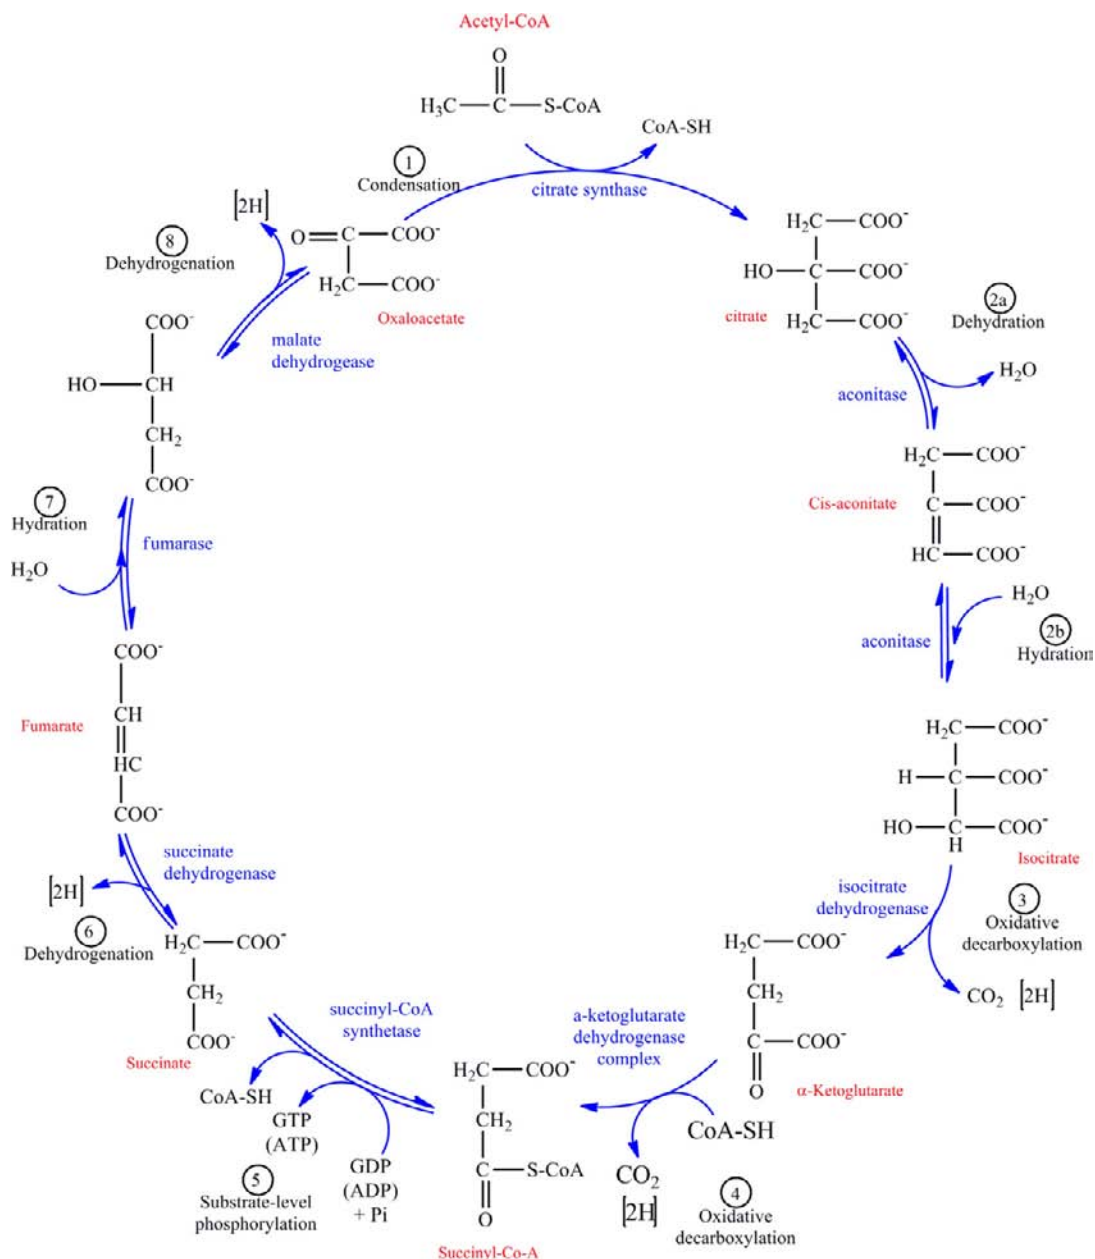 Acetyl-CoA
O
H₃C C S-CoA
CoA-SH
1
Condensation
citrate synthase
[2H]
8
Dehydrogenation
O C COO⁻
H₂C COO⁻
Oxaloacetate
malate
dehydrogease
H₂C COO⁻
HO C COO⁻
H₂C COO⁻
citrate
2a
Dehydration
H₂O
aconitase
COO⁻
HO CH
CH₂
COO⁻
H₂C COO⁻
C COO⁻
HC COO⁻
Cis-aconitate
7
Hydration
H₂O
fumarase
H₂O
2b
Hydration
aconitase
COO⁻
CH
HC
COO⁻
Fumarate
H₂C COO⁻
H C COO⁻
HO C COO⁻
H
Isocitrate
succinate
dehydrogenase
[2H]
6
Dehydrogenation
isocitrate
dehydrogenase
3
Oxidative
decarboxylation
CO₂ [2H]
H₂C COO⁻
CH₂
COO⁻
Succinate
H₂C COO⁻
CH₂
C COO⁻
O
α-Ketoglutarate
succinyl-CoA
synthetase
a-ketoglutarate
dehydrogenase
complex
CoA-SH
GTP
(ATP)
GDP
(ADP)
+ Pi
5
Substrate-level
phosphorylation
H₂C COO⁻
CH₂
C S-CoA
O
Succinyl-Co-A
CoA-SH
CO₂
[2H]
4
Oxidative
decarboxylation